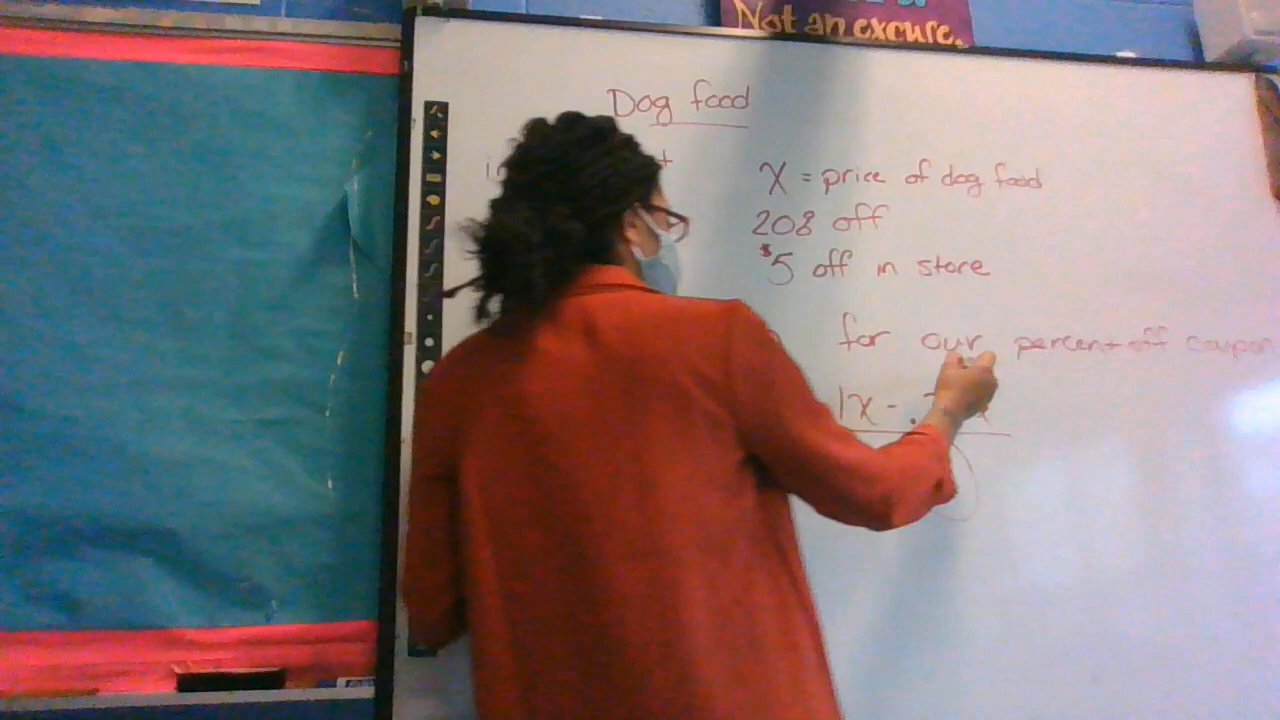 Not an excuse.
Dog food
x = price of dog food
20% off
$5 off in store
for our percent off coupon
1x - .